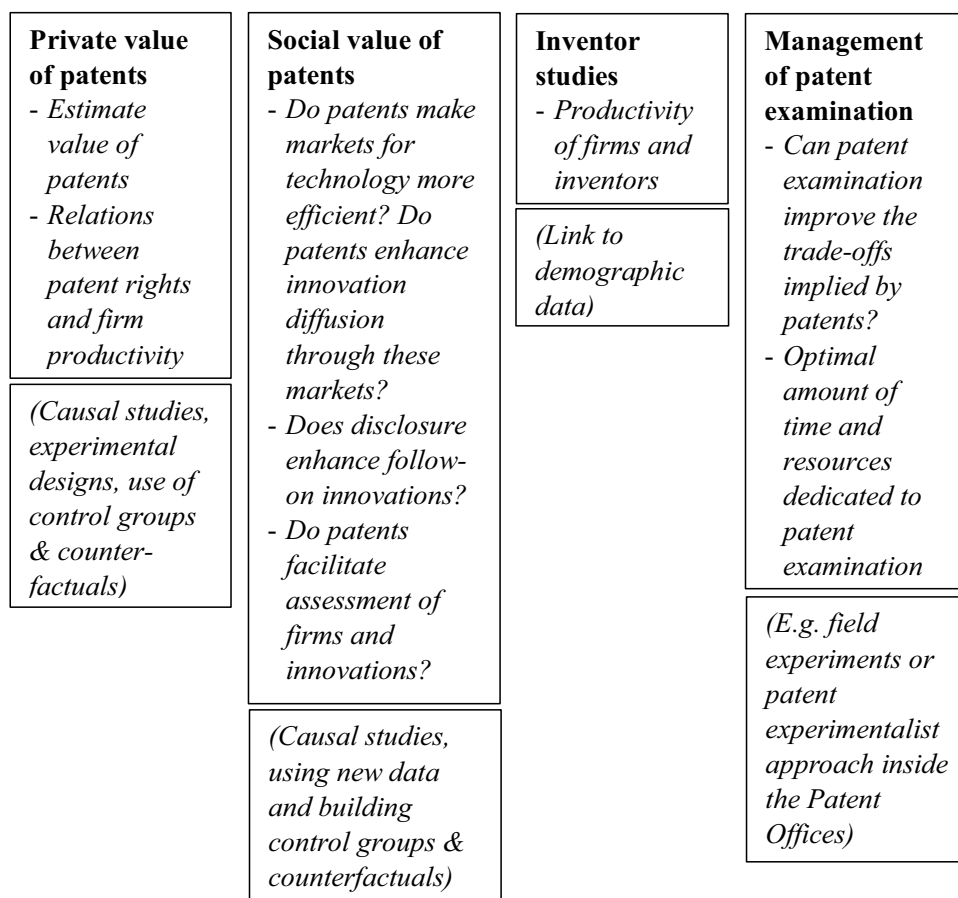 Private value
of patents
- Estimate
value of
patents
- Relations
between
patent rights
and firm
productivity
(Causal studies,
experimental
designs, use of
control groups
& counter-
factuals)
Social value of
patents
- Do patents make
markets for
technology more
efficient? Do
patents enhance
innovation
diffusion
through these
markets?
- Does disclosure
enhance follow-
on innovations?
- Do patents
facilitate
assessment of
firms and
innovations?
(Causal studies,
using new data
and building
control groups &
counterfactuals)
Inventor
studies
- Productivity
of firms and
inventors
(Link to
demographic
data)
Management
of patent
examination
- Can patent
examination
improve the
trade-offs
implied by
patents?
- Optimal
amount of
time and
resources
dedicated to
patent
examination
(E.g. field
experiments or
patent
experimentalist
approach inside
the Patent
Offices)